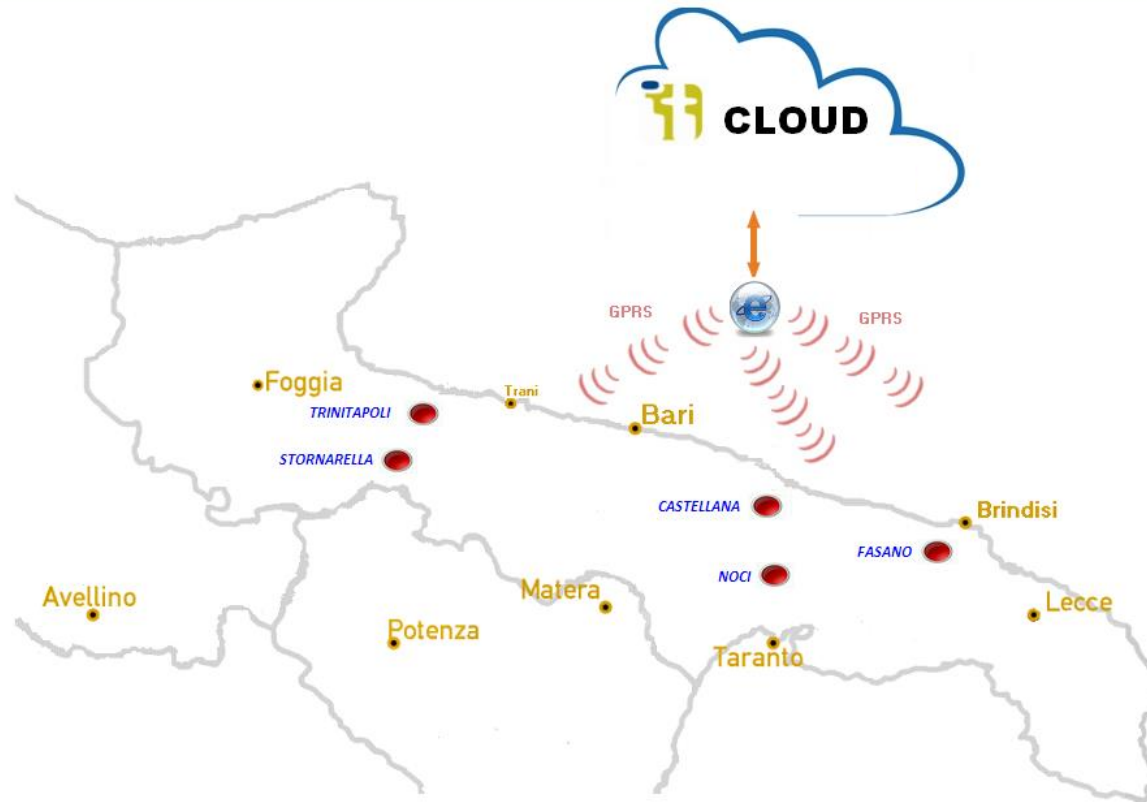 CLOUD
GPRS
GPRS
Foggia
Trani
TRINITAPOLI
Bari
STORNARELLA
CASTELLANA
Brindisi
FASANO
NOCI
Matera
Avellino
Lecce
Potenza
Taranto